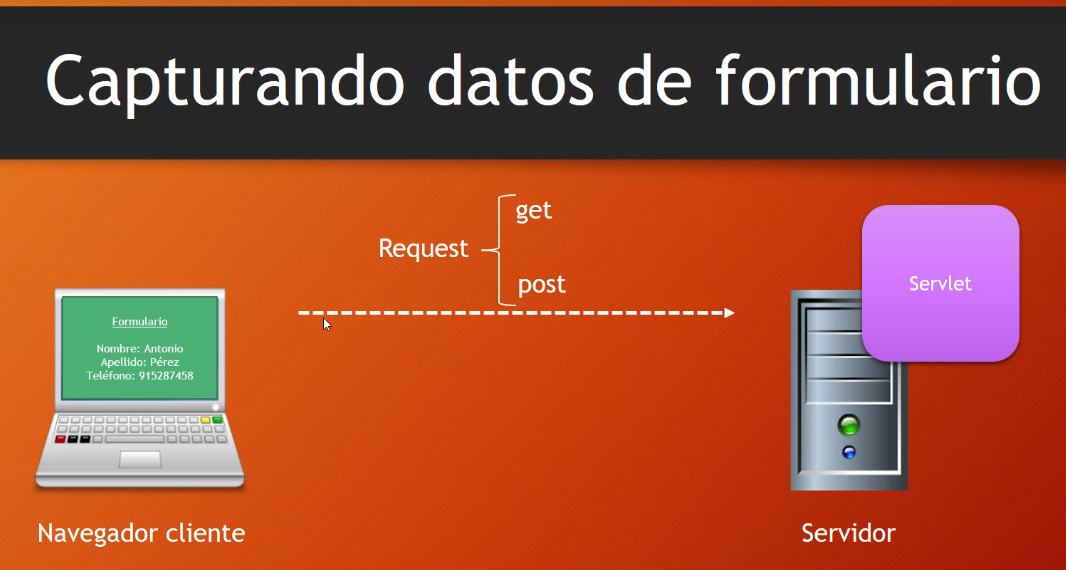 Capturando datos de formulario
get
Request
post
Servlet
Formulario
Nombre: Antonio
Apellido: Pérez
Teléfono: 915287458
Navegador cliente
Servidor